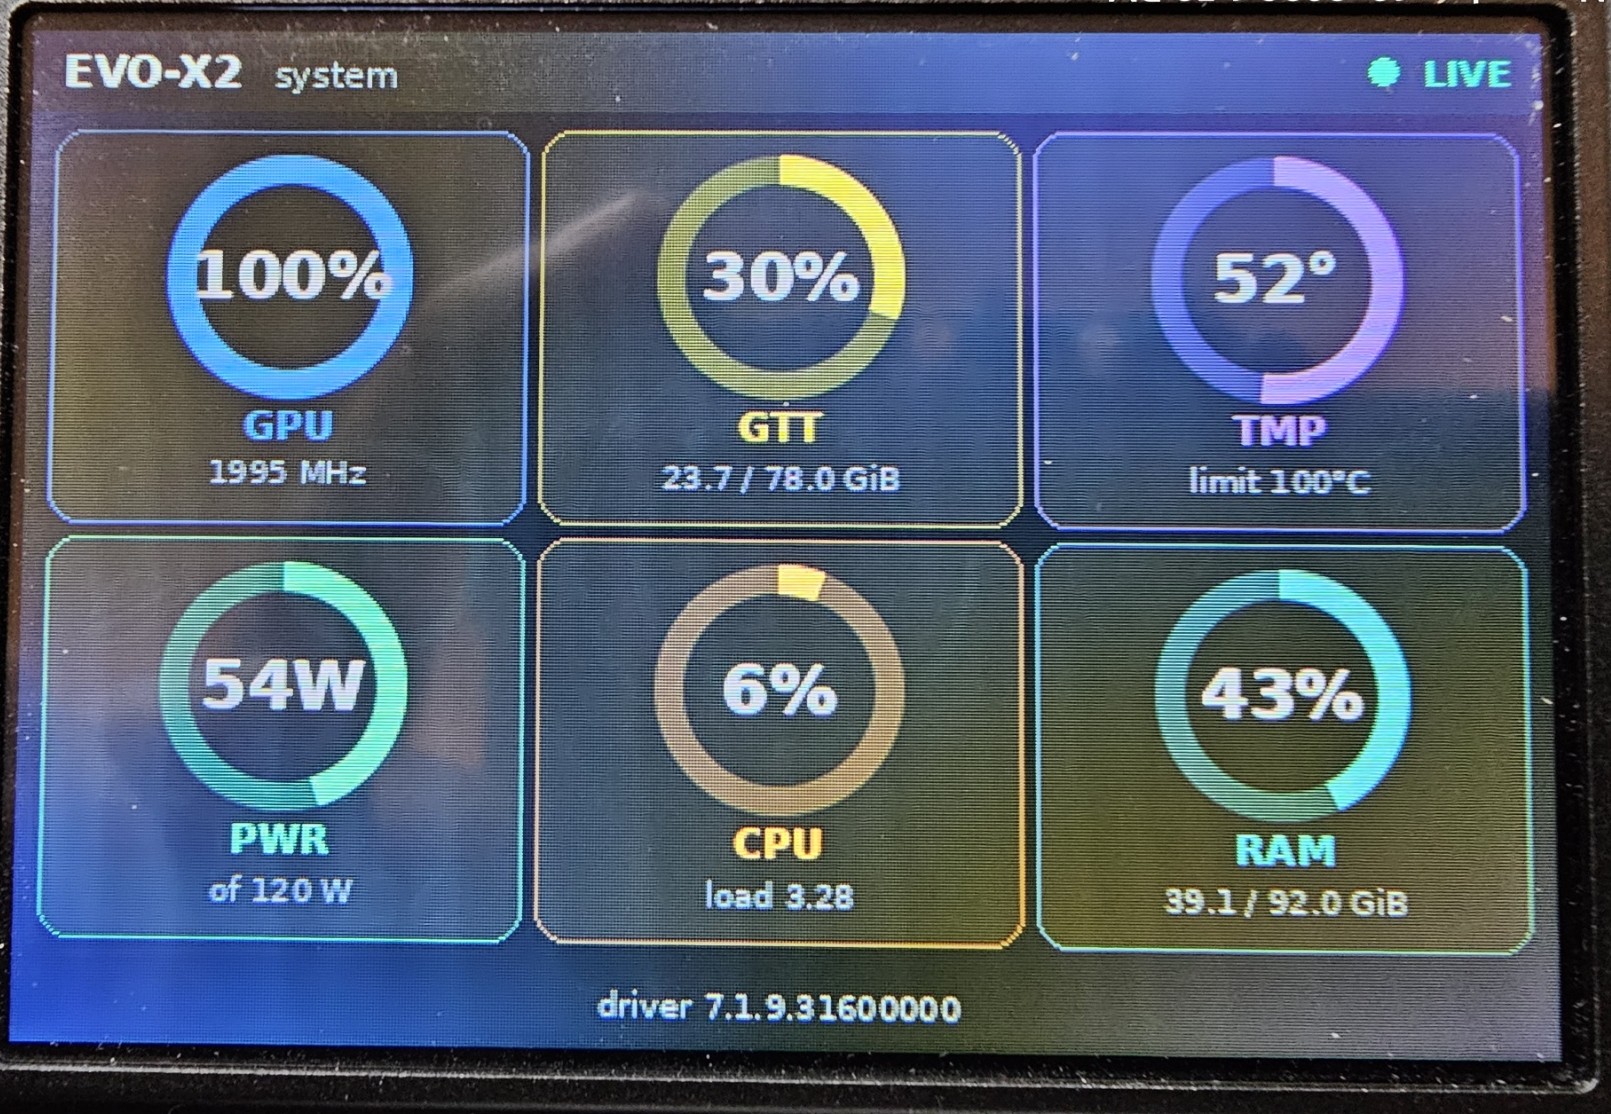 EVO-X2 system
LIVE
100%
GPU
1995 MHz
30%
GTT
23.7 / 78.0 GiB
52°
TMP
limit 100°C
54W
PWR
of 120 W
6%
CPU
load 3.28
43%
RAM
39.1 / 92.0 GiB
driver 7.1.9.31600000